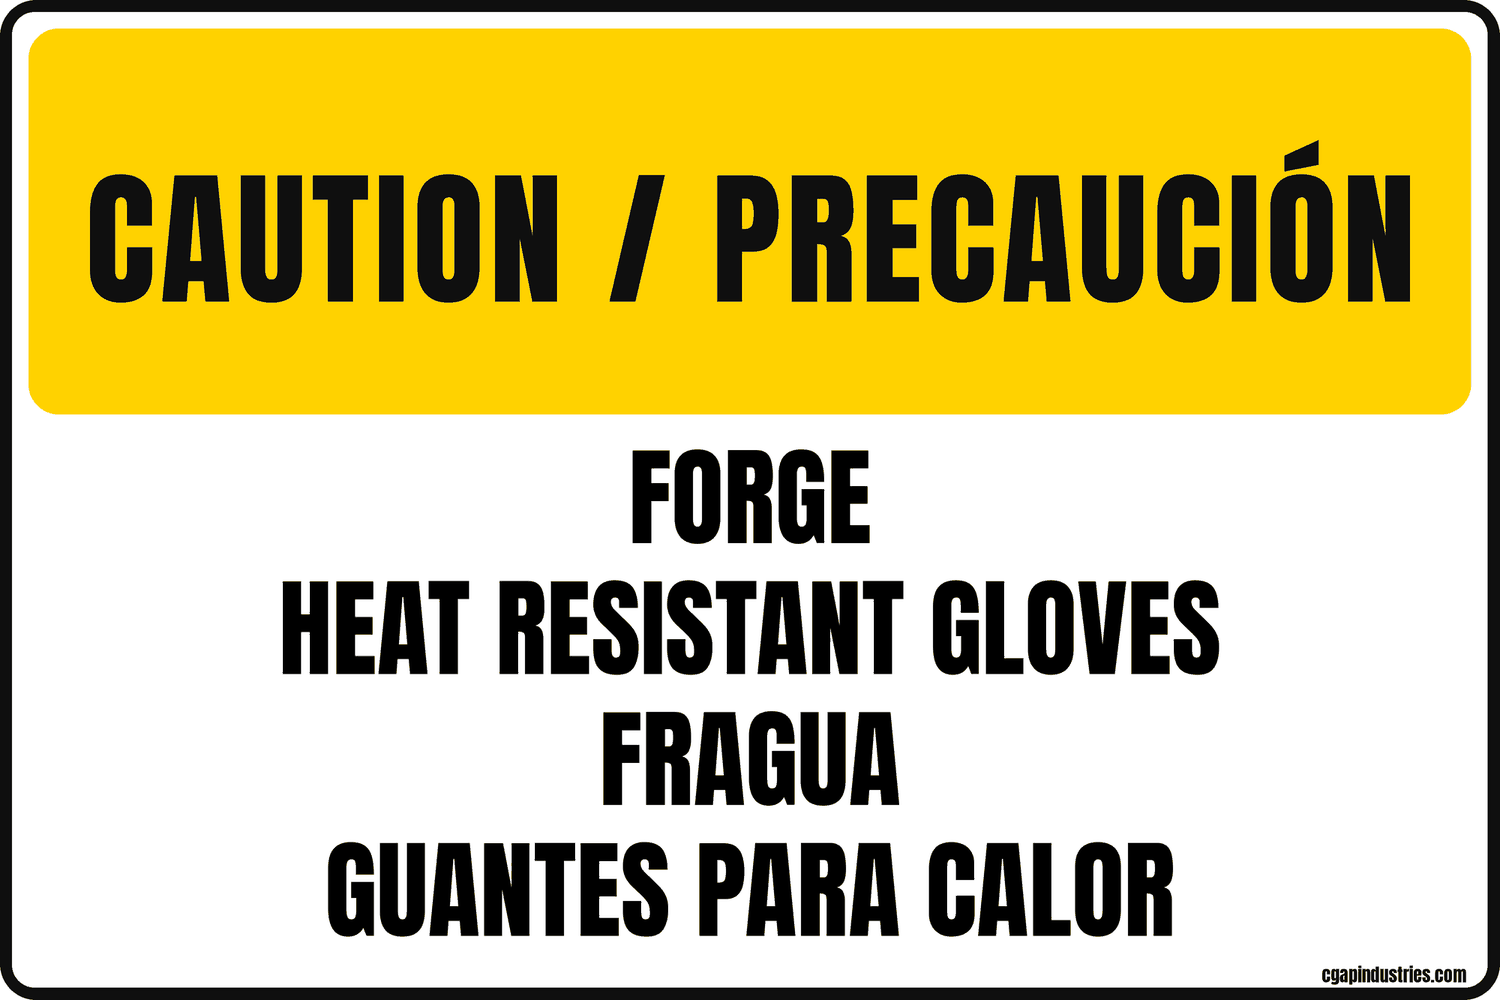 CAUTION / PRECAUCIÓN
FORGE
HEAT RESISTANT GLOVES
FRAGUA
GUANTES PARA CALOR
cgapindustries.com